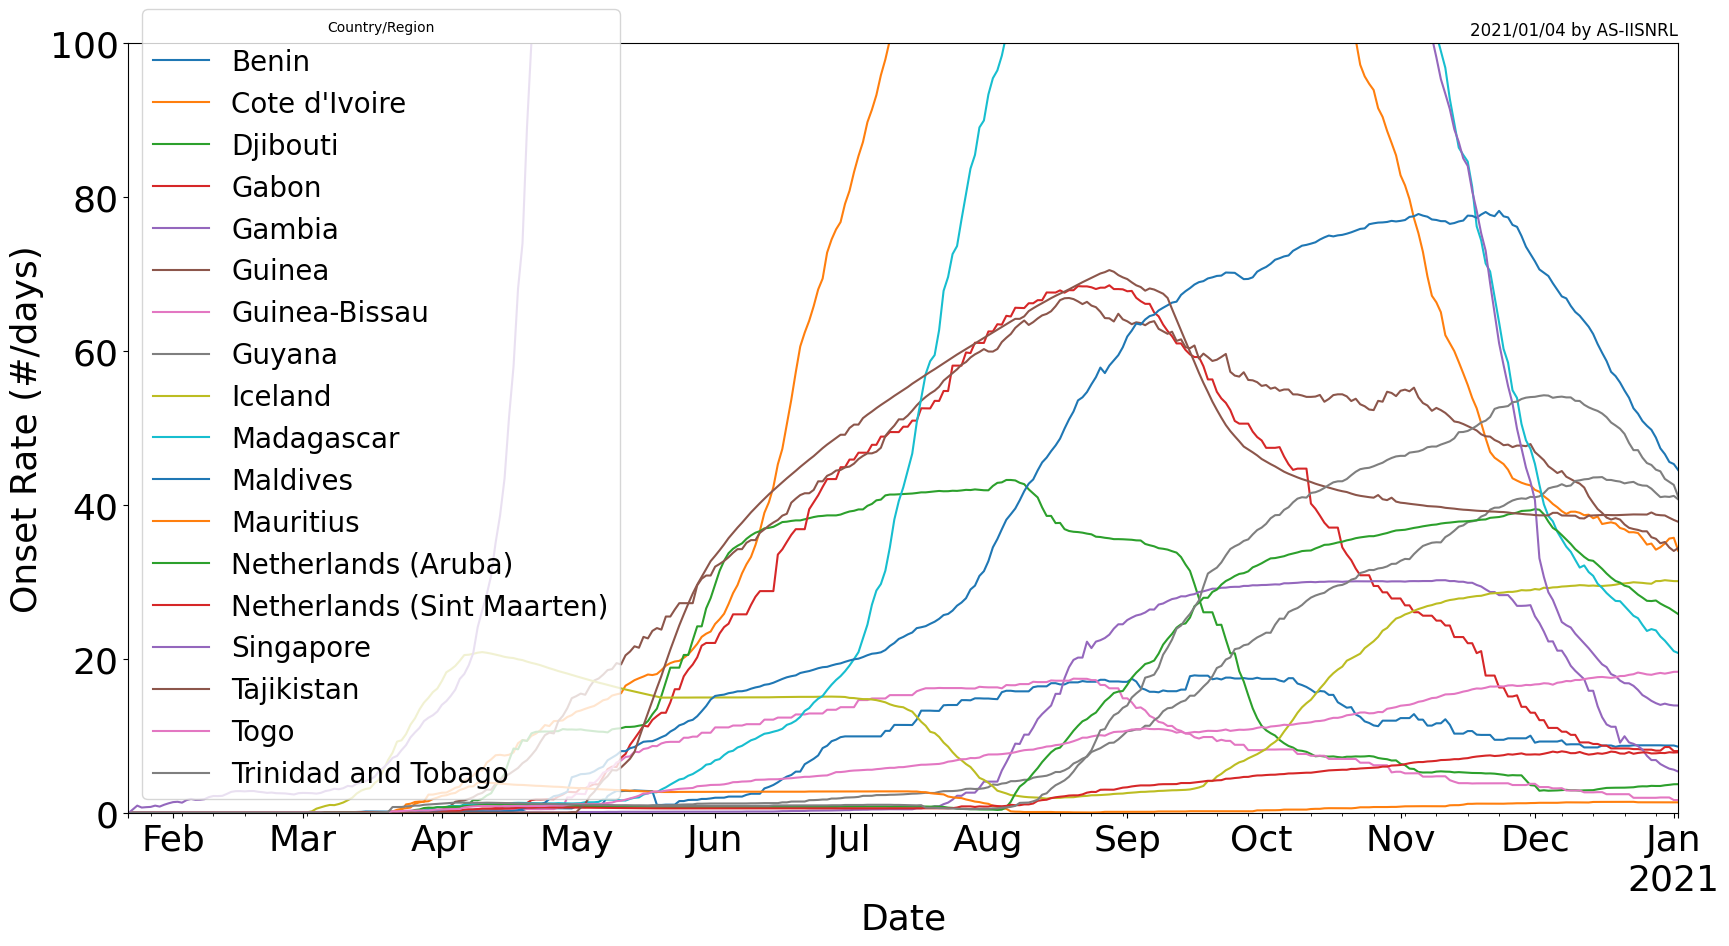 2021/01/04 by AS-IISNRL
Country/Region
Benin
Cote d'Ivoire
Djibouti
Gabon
Gambia
Guinea
Guinea-Bissau
Guyana
Iceland
Madagascar
Maldives
Mauritius
Netherlands (Aruba)
Netherlands (Sint Maarten)
Singapore
Tajikistan
Togo
Trinidad and Tobago
Onset Rate (#/days)
100
80
60
40
20
0
Feb Mar Apr May Jun Jul Aug Sep Oct Nov Dec Jan
2021
Date